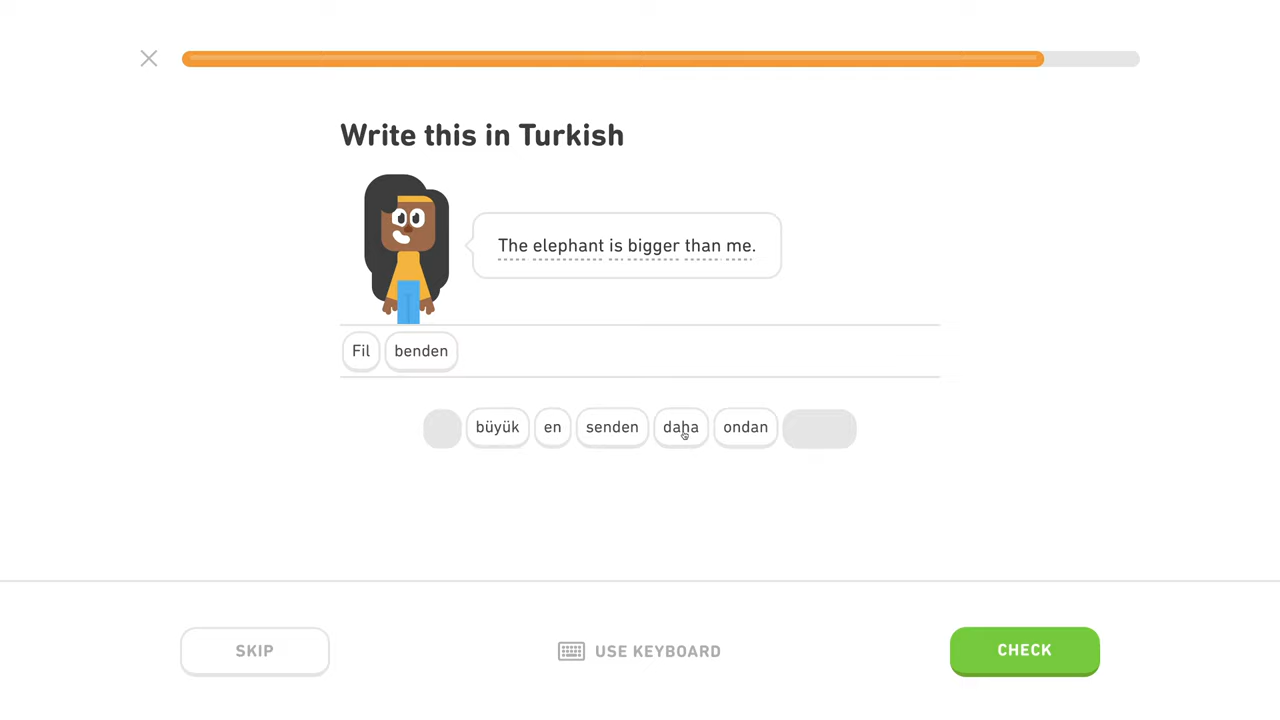 Write this in Turkish
The elephant is bigger than me.
Fil benden
büyük en senden daha ondan
SKIP USE KEYBOARD CHECK